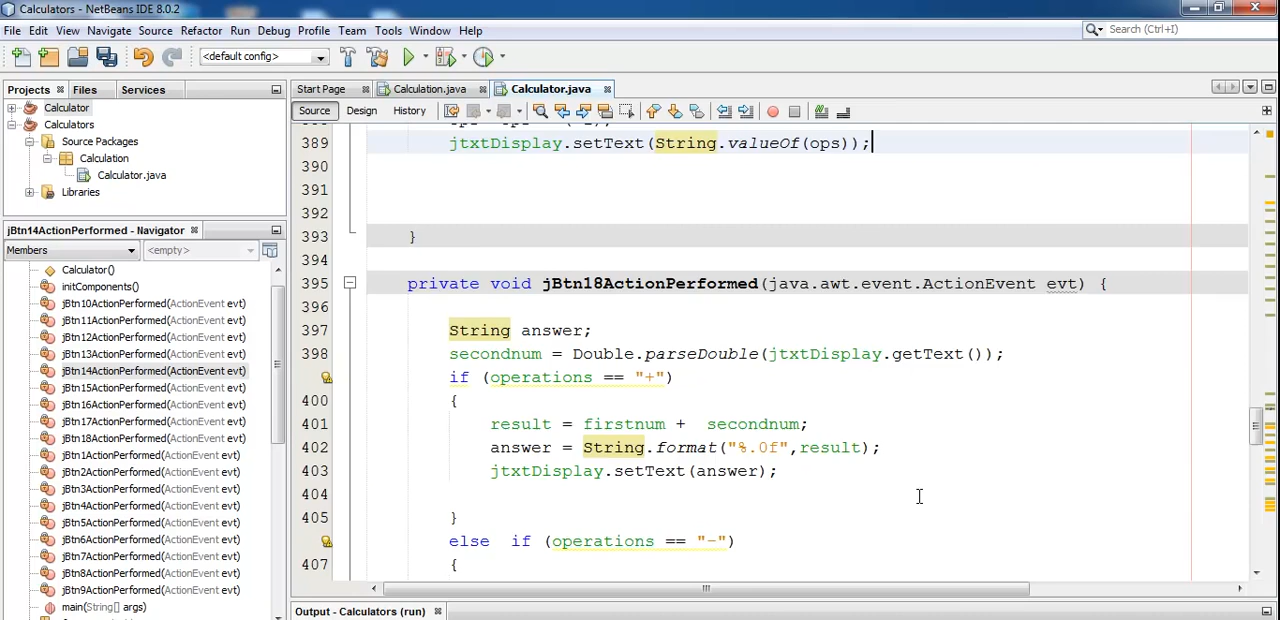 Calculators - NetBeans IDE 8.0.2
File Edit View Navigate Source Refactor Run Debug Profile Team Tools Window Help
Search (Ctrl+I)
<default config>
Projects Files Services
Calculator
Calculators
Source Packages
Calculation
Calculator.java
Libraries
jBtn14ActionPerformed - Navigator
Members <empty>
Calculator()
initComponents()
jBtn10ActionPerformed(ActionEvent evt)
jBtn11ActionPerformed(ActionEvent evt)
jBtn12ActionPerformed(ActionEvent evt)
jBtn13ActionPerformed(ActionEvent evt)
jBtn14ActionPerformed(ActionEvent evt)
jBtn15ActionPerformed(ActionEvent evt)
jBtn16ActionPerformed(ActionEvent evt)
jBtn17ActionPerformed(ActionEvent evt)
jBtn18ActionPerformed(ActionEvent evt)
jBtn1ActionPerformed(ActionEvent evt)
jBtn2ActionPerformed(ActionEvent evt)
jBtn3ActionPerformed(ActionEvent evt)
jBtn4ActionPerformed(ActionEvent evt)
jBtn5ActionPerformed(ActionEvent evt)
jBtn6ActionPerformed(ActionEvent evt)
jBtn7ActionPerformed(ActionEvent evt)
jBtn8ActionPerformed(ActionEvent evt)
jBtn9ActionPerformed(ActionEvent evt)
main(String[] args)
Start Page Calculation.java Calculator.java
Source Design History
389 jtxtDisplay.setText(String.valueOf(ops));
390
391
392
393 }
394
395 private void jBtn18ActionPerformed(java.awt.event.ActionEvent evt) {
396
397 String answer;
398 secondnum = Double.parseDouble(jtxtDisplay.getText());
if (operations == "+")
400 {
401 result = firstnum + secondnum;
402 answer = String.format("%.0f",result);
403 jtxtDisplay.setText(answer);
404
405 }
else if (operations == "-")
407 {
Output - Calculators (run)